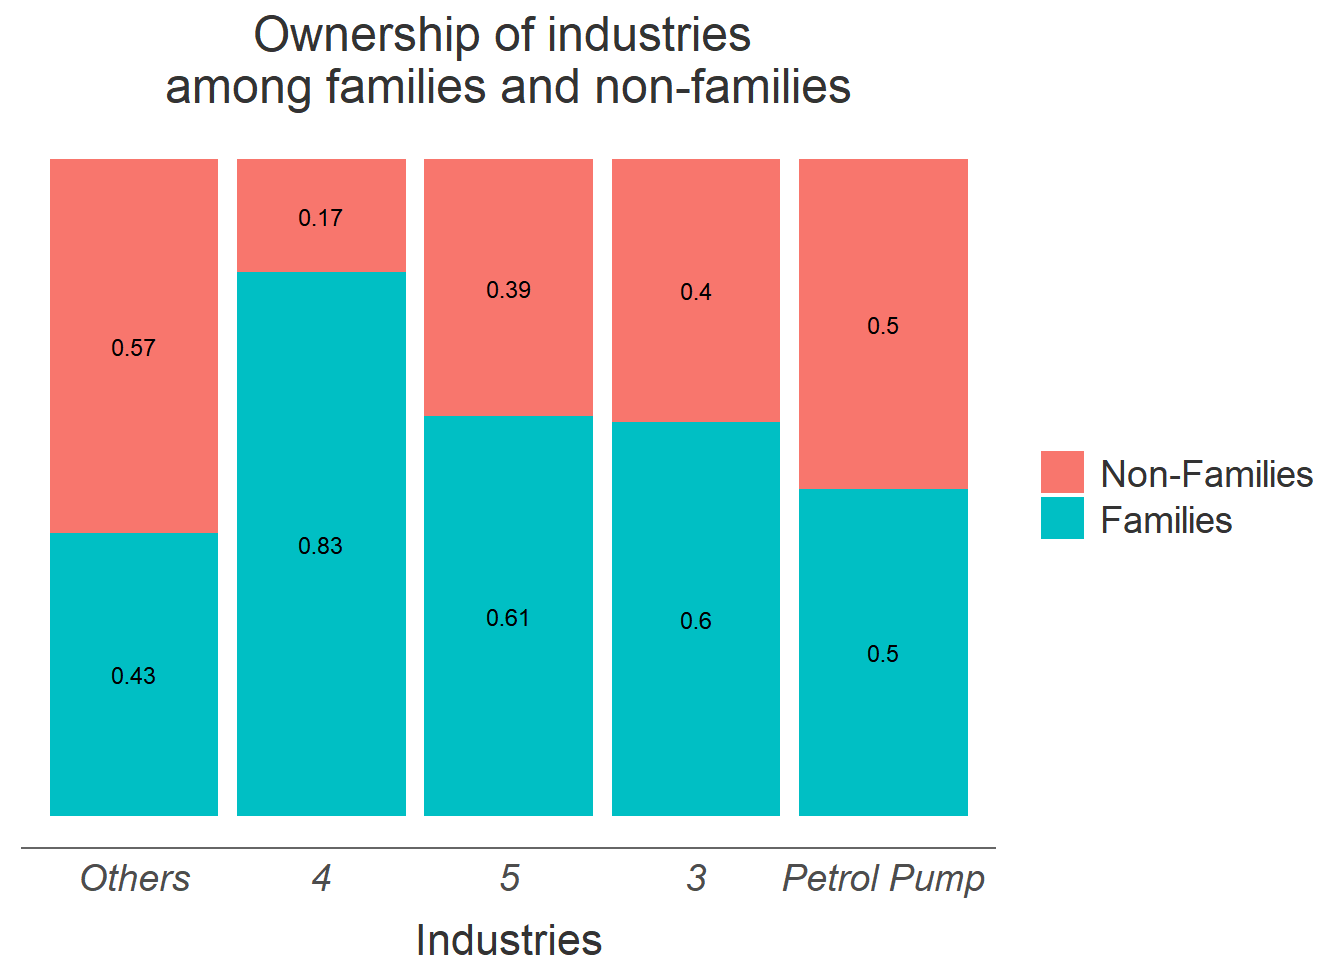 Ownership of industries
among families and non-families
0.57
0.43
0.17
0.83
0.39
0.61
0.4
0.6
0.5
0.5
Non-Families
Families
Others 4 5 3 Petrol Pump
Industries